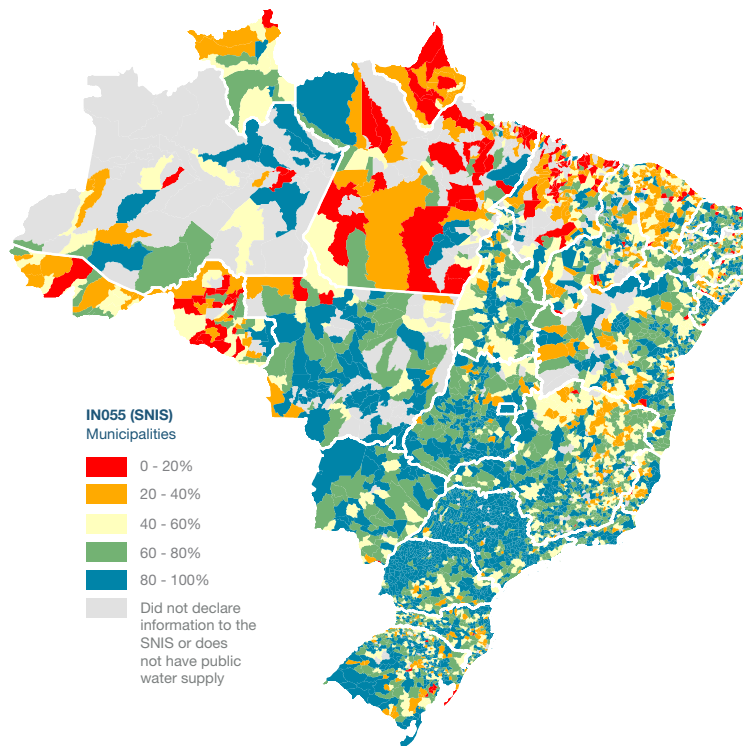 IN055 (SNIS)
Municipalities
0 - 20%
20 - 40%
40 - 60%
60 - 80%
80 - 100%
Did not declare
information to the
SNIS or does
not have public
water supply